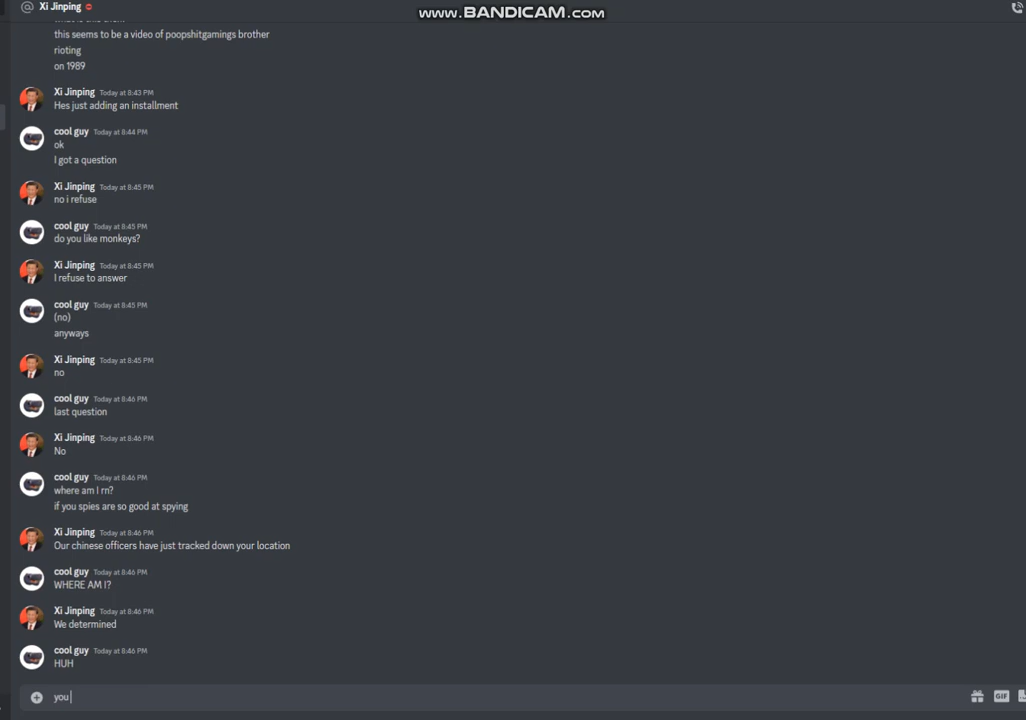 Xi Jinping
www.BANDICAM.com
this seems to be a video of poopshitgamings brother
rioting
on 1989
Xi Jinping Today at 8:43 PM
Hes just adding an installment
cool guy Today at 8:44 PM
ok
I got a question
Xi Jinping Today at 8:45 PM
no i refuse
cool guy Today at 8:45 PM
do you like monkeys?
Xi Jinping Today at 8:45 PM
I refuse to answer
cool guy Today at 8:45 PM
(no)
anyways
Xi Jinping Today at 8:45 PM
no
cool guy Today at 8:46 PM
last question
Xi Jinping Today at 8:46 PM
No
cool guy Today at 8:46 PM
where am I rn?
if you spies are so good at spying
Xi Jinping Today at 8:46 PM
Our chinese officers have just tracked down your location
cool guy Today at 8:46 PM
WHERE AM I?
Xi Jinping Today at 8:46 PM
We determined
cool guy Today at 8:46 PM
HUH
you
GIF